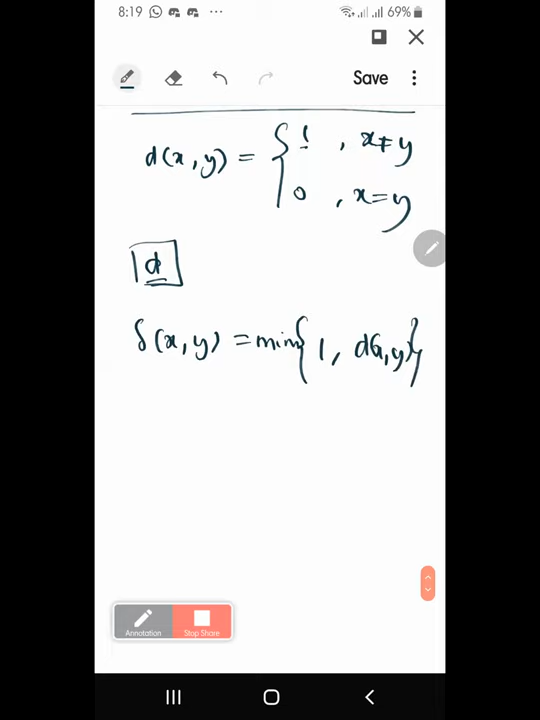 8:19 69%
Save
d(x,y) = { 1 , x≠y
0 , x=y
d
δ(x,y) = min{ 1, d(x,y)}
Annotation Stop Share